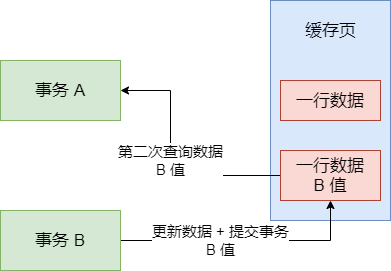 缓存页
事务 A
一行数据
第二次查询数据
B 值
一行数据
B 值
事务 B
更新数据 + 提交事务
B 值